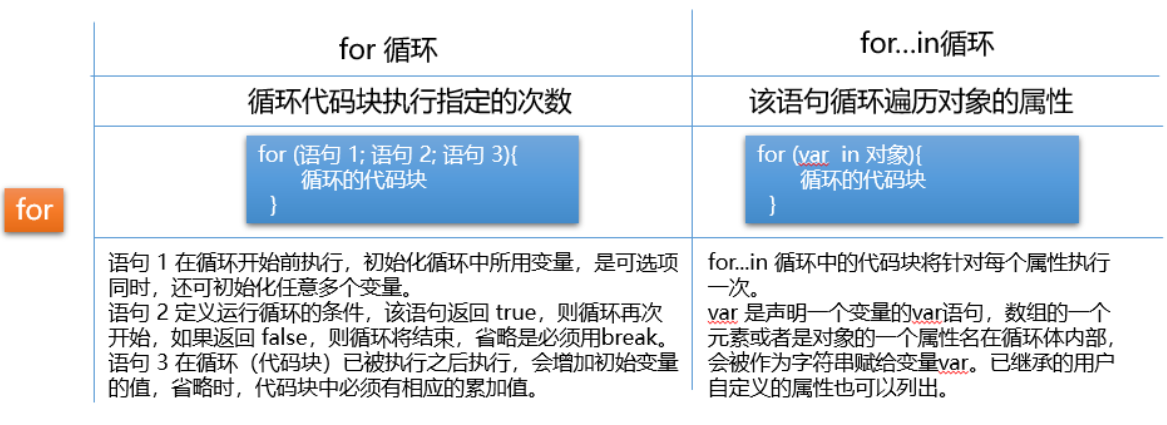 for
for 循环
循环代码块执行指定的次数
for (语句 1; 语句 2; 语句 3){
循环的代码块
}
语句 1 在循环开始前执行，初始化循环中所用变量，是可选项
同时，还可初始化任意多个变量。
语句 2 定义运行循环的条件，该语句返回 true，则循环再次
开始，如果返回 false，则循环将结束，省略是必须用break。
语句 3 在循环（代码块）已被执行之后执行，会增加初始变量
的值，省略时，代码块中必须有相应的累加值。
for...in循环
该语句循环遍历对象的属性
for (var in 对象){
循环的代码块
}
for...in 循环中的代码块将针对每个属性执行
一次。
var 是声明一个变量的var语句，数组的一个
元素或者是对象的一个属性名在循环体内部，
会被作为字符串赋给变量var。已继承的用户
自定义的属性也可以列出。